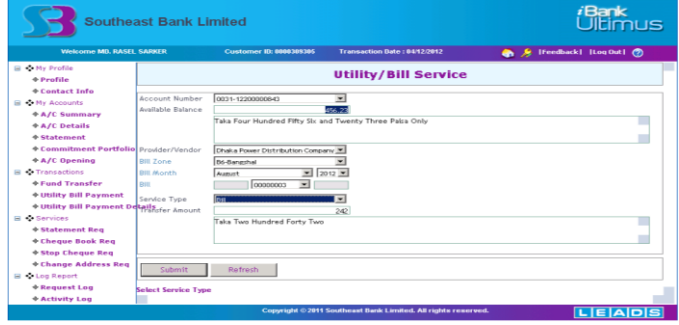 Southeast Bank Limited
iBank
Ultimus
Welcome MD. RASEL SARKER
Customer ID: 0000309305
Transaction Date : 04/12/2012
[Feedback] [Log Out]
My Profile
Profile
Contact Info
My Accounts
A/C Summary
A/C Details
Statement
Commitment Portfolio
A/C Opening
Transactions
Fund Transfer
Utility Bill Payment
Utility Bill Payment Details
Services
Statement Req
Cheque Book Req
Stop Cheque Req
Change Address Req
Log Report
Request Log
Activity Log
Utility/Bill Service
Account Number 0031-12200000643
Available Balance 456.23
Taka Four Hundred Fifty Six and Twenty Three Paisa Only
Provider/Vendor Dhaka Power Distribution Company
Bill Zone B6-Bangshal
Bill Month August 2012
Bill 00000003
Service Type
Transfer Amount 242
Taka Two Hundred Forty Two
Submit Refresh
Select Service Type
Copyright © 2011 Southeast Bank Limited. All rights reserved.
LEADS